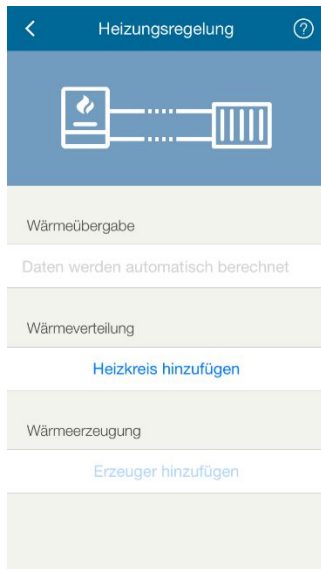 Heizungsregelung
Wärmeübergabe
Daten werden automatisch berechnet
Wärmeverteilung
Heizkreis hinzufügen
Wärmeerzeugung
Erzeuger hinzufügen